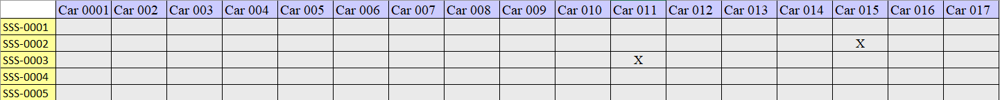 Car 0001 Car 002 Car 003 Car 004 Car 005 Car 006 Car 007 Car 008 Car 009 Car 010 Car 011 Car 012 Car 013 Car 014 Car 015 Car 016 Car 017
SSS-0001
SSS-0002 X
SSS-0003 X
SSS-0004
SSS-0005